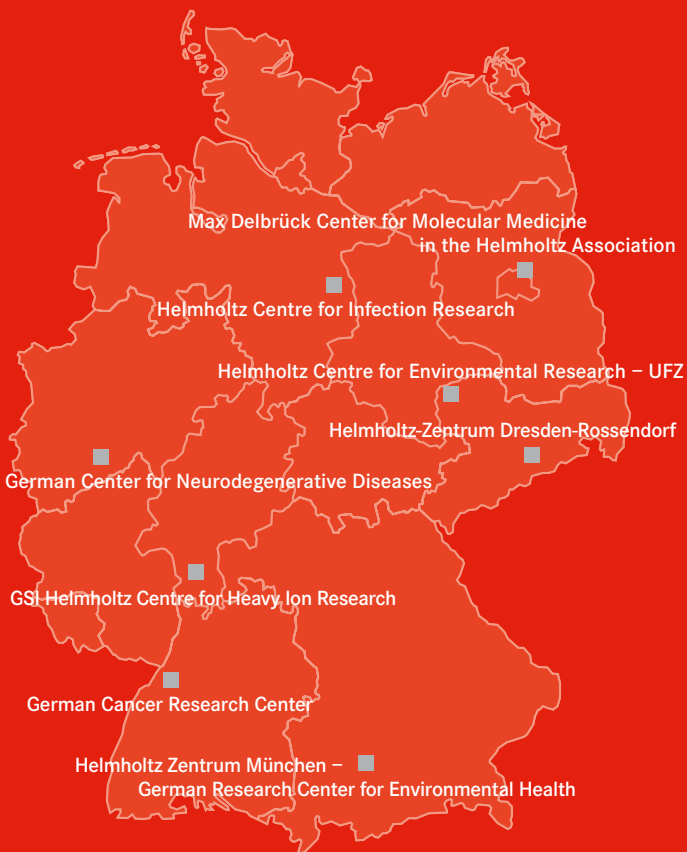 Max Delbrück Center for Molecular Medicine
in the Helmholtz Association
Helmholtz Centre for Infection Research
Helmholtz Centre for Environmental Research – UFZ
Helmholtz-Zentrum Dresden-Rossendorf
German Center for Neurodegenerative Diseases
GSI Helmholtz Centre for Heavy Ion Research
German Cancer Research Center
Helmholtz Zentrum München –
German Research Center for Environmental Health